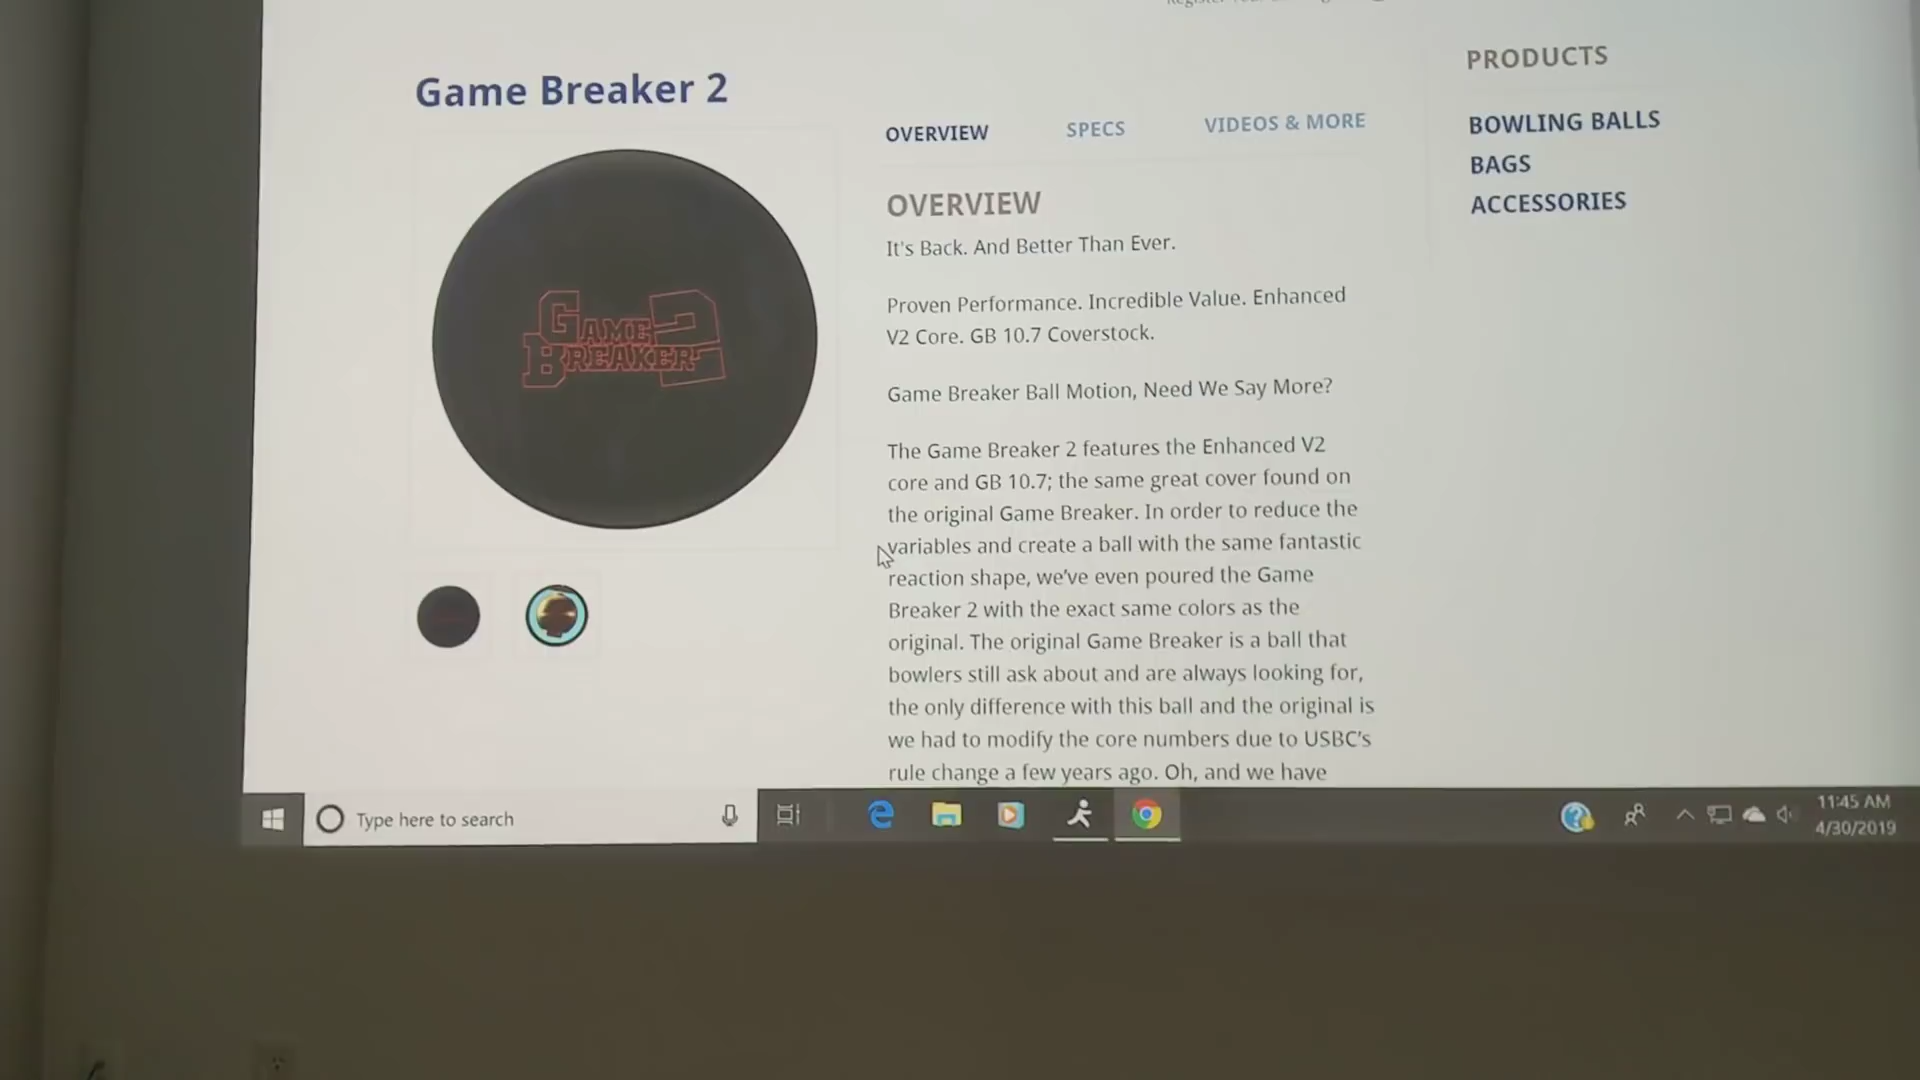 Game Breaker 2
GAME 2
BREAKER
OVERVIEW
SPECS
VIDEOS & MORE
OVERVIEW
It's Back. And Better Than Ever.
Proven Performance. Incredible Value. Enhanced
V2 Core. GB 10.7 Coverstock.
Game Breaker Ball Motion, Need We Say More?
The Game Breaker 2 features the Enhanced V2
core and GB 10.7; the same great cover found on
the original Game Breaker. In order to reduce the
variables and create a ball with the same fantastic
reaction shape, we've even poured the Game
Breaker 2 with the exact same colors as the
original. The original Game Breaker is a ball that
bowlers still ask about and are always looking for,
the only difference with this ball and the original is
we had to modify the core numbers due to USBC's
rule change a few years ago. Oh, and we have
PRODUCTS
BOWLING BALLS
BAGS
ACCESSORIES
Type here to search
11:45 AM
4/30/2019